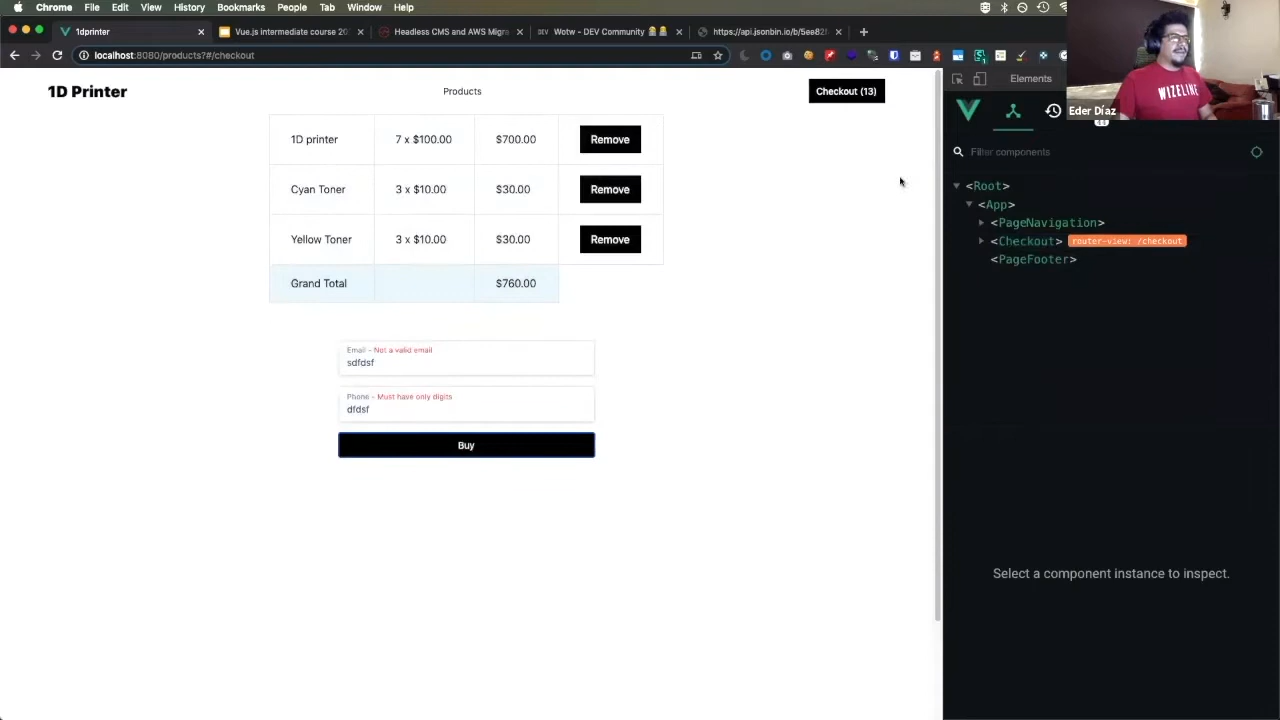 Chrome File Edit View History Bookmarks People Tab Window Help
1dprinter
Vue.js intermediate course 20
Headless CMS and AWS Migra
DEV
Wotw - DEV Community
https://api.jsonbin.io/b/5ee82
localhost:8080/products?#/checkout
WIZELINE
Eder Díaz
1D Printer
Products
Checkout (13)
Elements
1D printer 7 x $100.00 $700.00 Remove
Cyan Toner 3 x $10.00 $30.00 Remove
Yellow Toner 3 x $10.00 $30.00 Remove
Grand Total $760.00
Email - Not a valid email
sdfdsf
Phone - Must have only digits
dfdsf
Buy
Filter components
<Root>
<App>
<PageNavigation>
<Checkout> router-view: /checkout
<PageFooter>
Select a component instance to inspect.